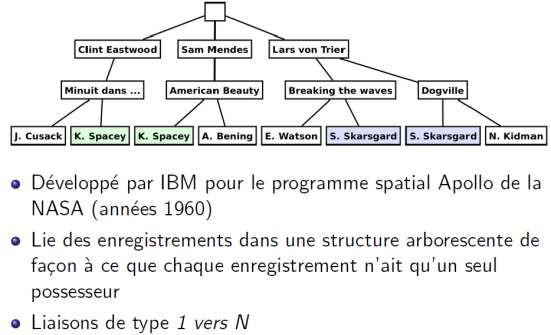 Clint Eastwood Sam Mendes Lars von Trier
Minuit dans ... American Beauty Breaking the waves Dogville
J. Cusack K. Spacey K. Spacey A. Bening E. Watson S. Skarsgard S. Skarsgard N. Kidman
Développé par IBM pour le programme spatial Apollo de la
NASA (années 1960)
Lie des enregistrements dans une structure arborescente de
façon à ce que chaque enregistrement n'ait qu'un seul
possesseur
Liaisons de type 1 vers N